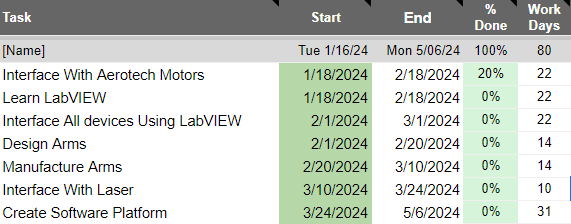 Task Start End % Done Work Days
[Name] Tue 1/16/24 Mon 5/06/24 100% 80
Interface With Aerotech Motors 1/18/2024 2/18/2024 20% 22
Learn LabVIEW 1/18/2024 2/18/2024 0% 22
Interface All devices Using LabVIEW 2/1/2024 3/1/2024 0% 22
Design Arms 2/1/2024 2/20/2024 0% 14
Manufacture Arms 2/20/2024 3/10/2024 0% 14
Interface With Laser 3/10/2024 3/24/2024 0% 10
Create Software Platform 3/24/2024 5/6/2024 0% 31